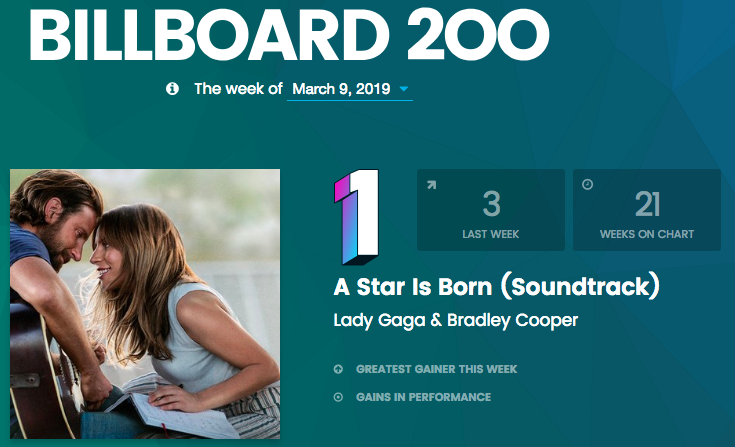 BILLBOARD 200
The week of March 9, 2019
1
3
LAST WEEK
21
WEEKS ON CHART
A Star Is Born (Soundtrack)
Lady Gaga & Bradley Cooper
GREATEST GAINER THIS WEEK
GAINS IN PERFORMANCE